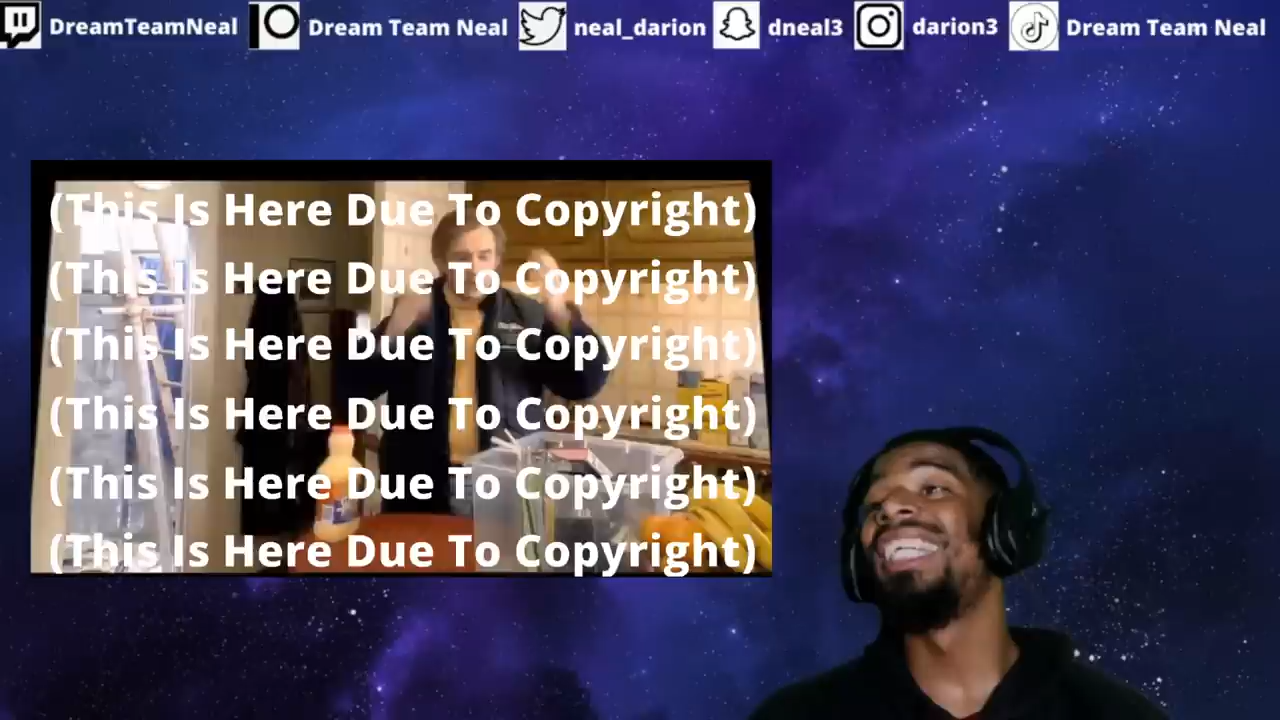 DreamTeamNeal Dream Team Neal neal_darion dneal3 darion3 Dream Team Neal
(This Is Here Due To Copyright)
(This Is Here Due To Copyright)
(This Is Here Due To Copyright)
(This Is Here Due To Copyright)
(This Is Here Due To Copyright)
(This Is Here Due To Copyright)